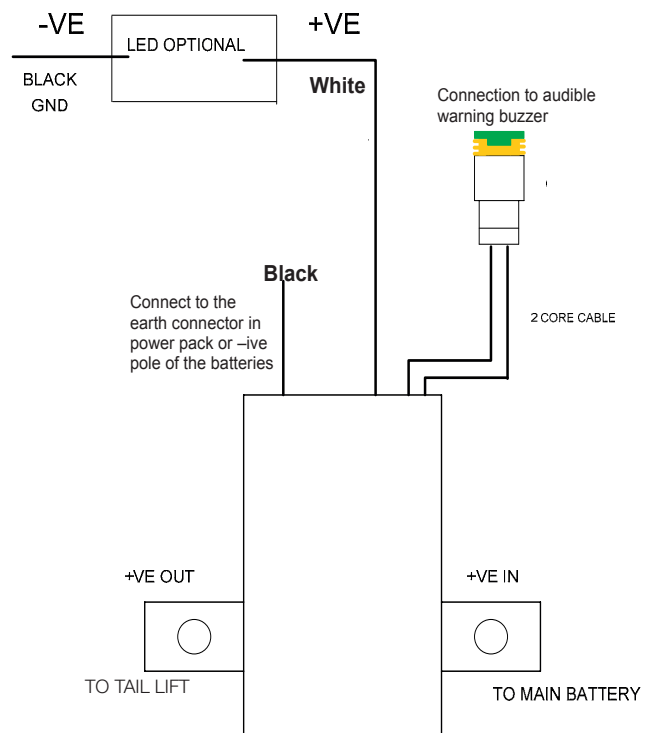 -VE
+VE
LED OPTIONAL
BLACK
GND
White
Connection to audible
warning buzzer
Black
Connect to the
earth connector in
power pack or –ive
pole of the batteries
2 CORE CABLE
+VE OUT
+VE IN
TO TAIL LIFT
TO MAIN BATTERY